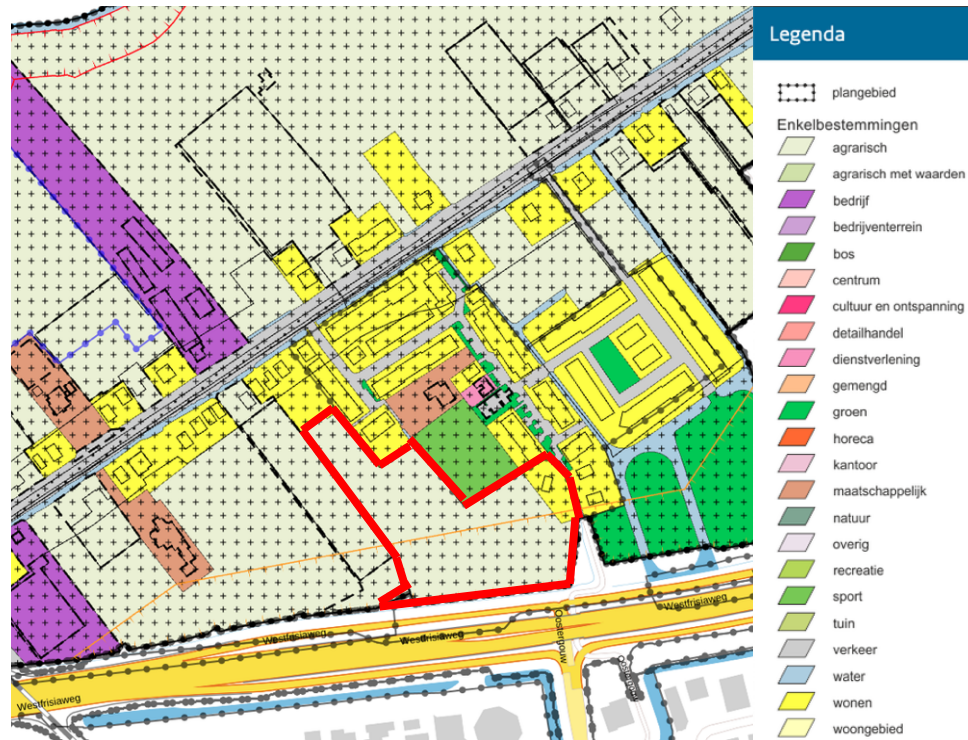 Legenda
plangebied
Enkelbestemmingen
agrarisch
agrarisch met waarden
bedrijf
bedrijventerrein
bos
centrum
cultuur en ontspanning
detailhandel
dienstverlening
gemengd
groen
horeca
kantoor
maatschappelijk
natuur
overig
recreatie
sport
tuin
verkeer
water
wonen
woongebied
Westfrisiaweg
Westfrisiaweg
Westfrisiaweg
Westfrisiaweg